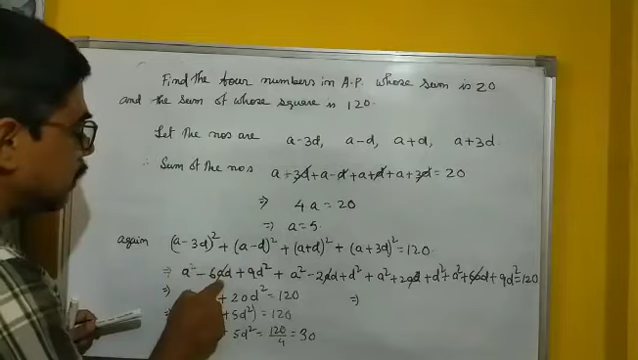 Find the four numbers in A.P. whose sum is 20
and the sum of whose square is 120.
Let the nos are a-3d, a-d, a+d, a+3d.
∴ Sum of the nos a+3d+a-d+a+d+a+3d=20
⇒ 4a=20
⇒ a=5.
again (a-3d)²+(a-d)²+(a+d)²+(a+3d)²=120.
⇒ a²-6ad+9d²+a²-2ad+d²+a²+2ad+d²+a²+6ad+9d²=120
⇒ +20d²=120 ⇒
+5d²)=120
+5d²=120/4=30